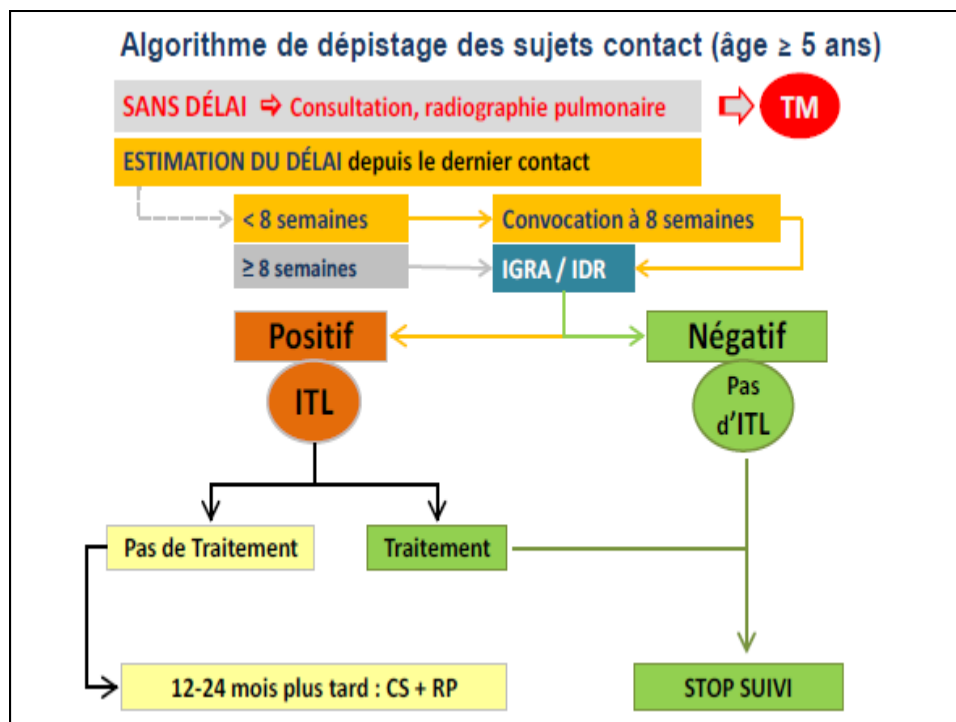 Algorithme de dépistage des sujets contact (âge ≥ 5 ans)
SANS DÉLAI ⇨ Consultation, radiographie pulmonaire
TM
ESTIMATION DU DÉLAI depuis le dernier contact
< 8 semaines
Convocation à 8 semaines
≥ 8 semaines
IGRA / IDR
Positif
Négatif
ITL
Pas
d'ITL
Pas de Traitement
Traitement
12-24 mois plus tard : CS + RP
STOP SUIVI